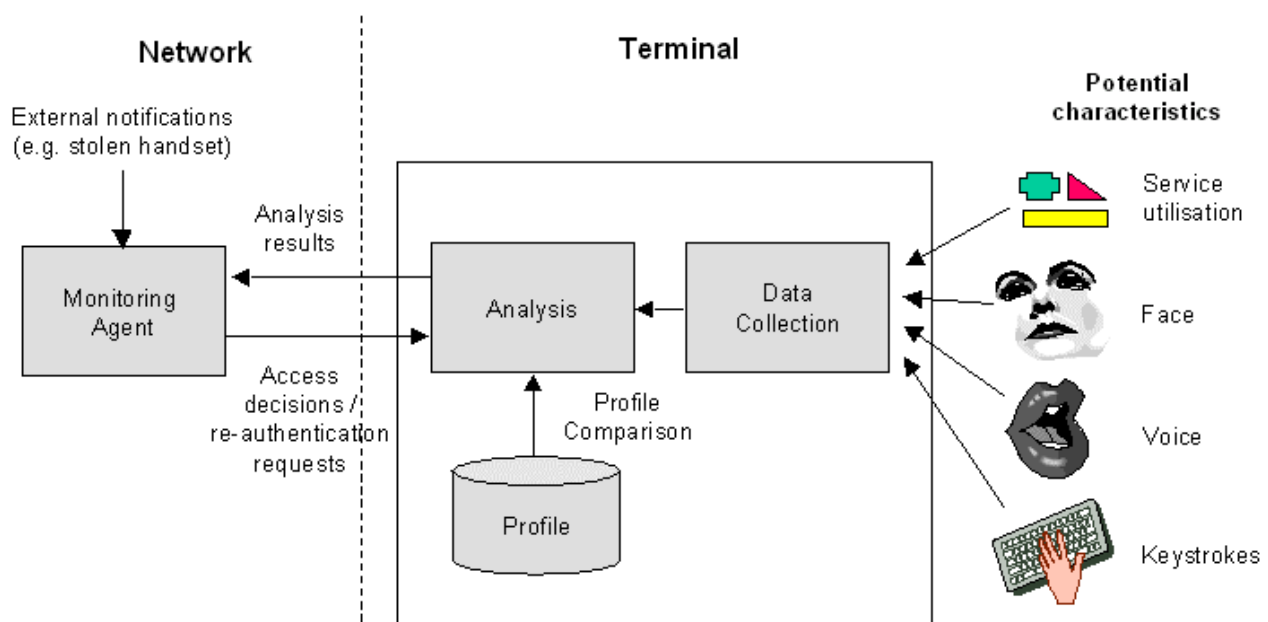 Network
Terminal
Potential
characteristics
External notifications
(e.g. stolen handset)
Analysis
results
Monitoring
Agent
Access
decisions /
re-authentication
requests
Analysis
Data
Collection
Profile
Comparison
Profile
Service
utilisation
Face
Voice
Keystrokes